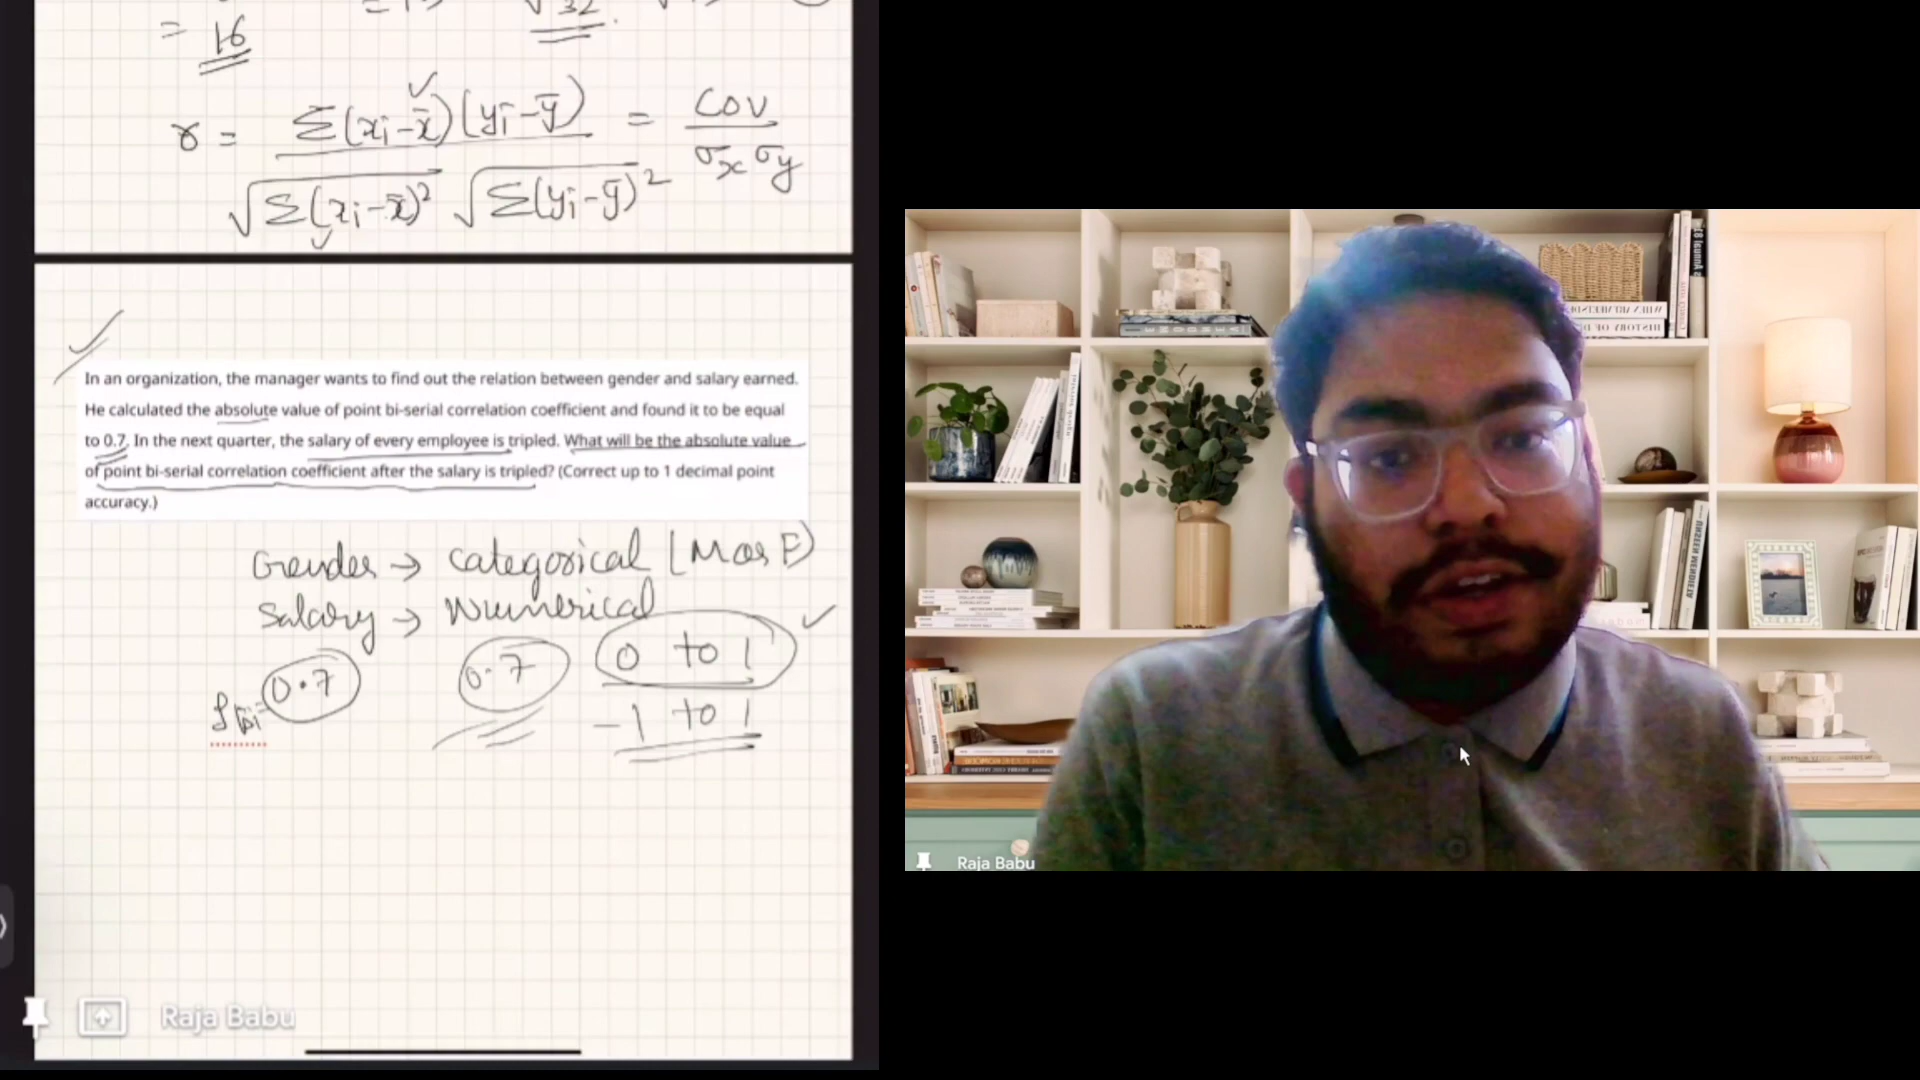 = 16
√32
r = Σ(xi-x̄)(yi-ȳ) = Cov
√Σ(xi-x̄)² √Σ(yi-ȳ)² σx σy
In an organization, the manager wants to find out the relation between gender and salary earned.
He calculated the absolute value of point bi-serial correlation coefficient and found it to be equal
to 0.7. In the next quarter, the salary of every employee is tripled. What will be the absolute value
of point bi-serial correlation coefficient after the salary is tripled? (Correct up to 1 decimal point
accuracy.)
Gender → categorical (M or F)
Salary → Numerical
0.7 0.7 0 to 1
-1 to 1
Raja Babu
Raja Babu